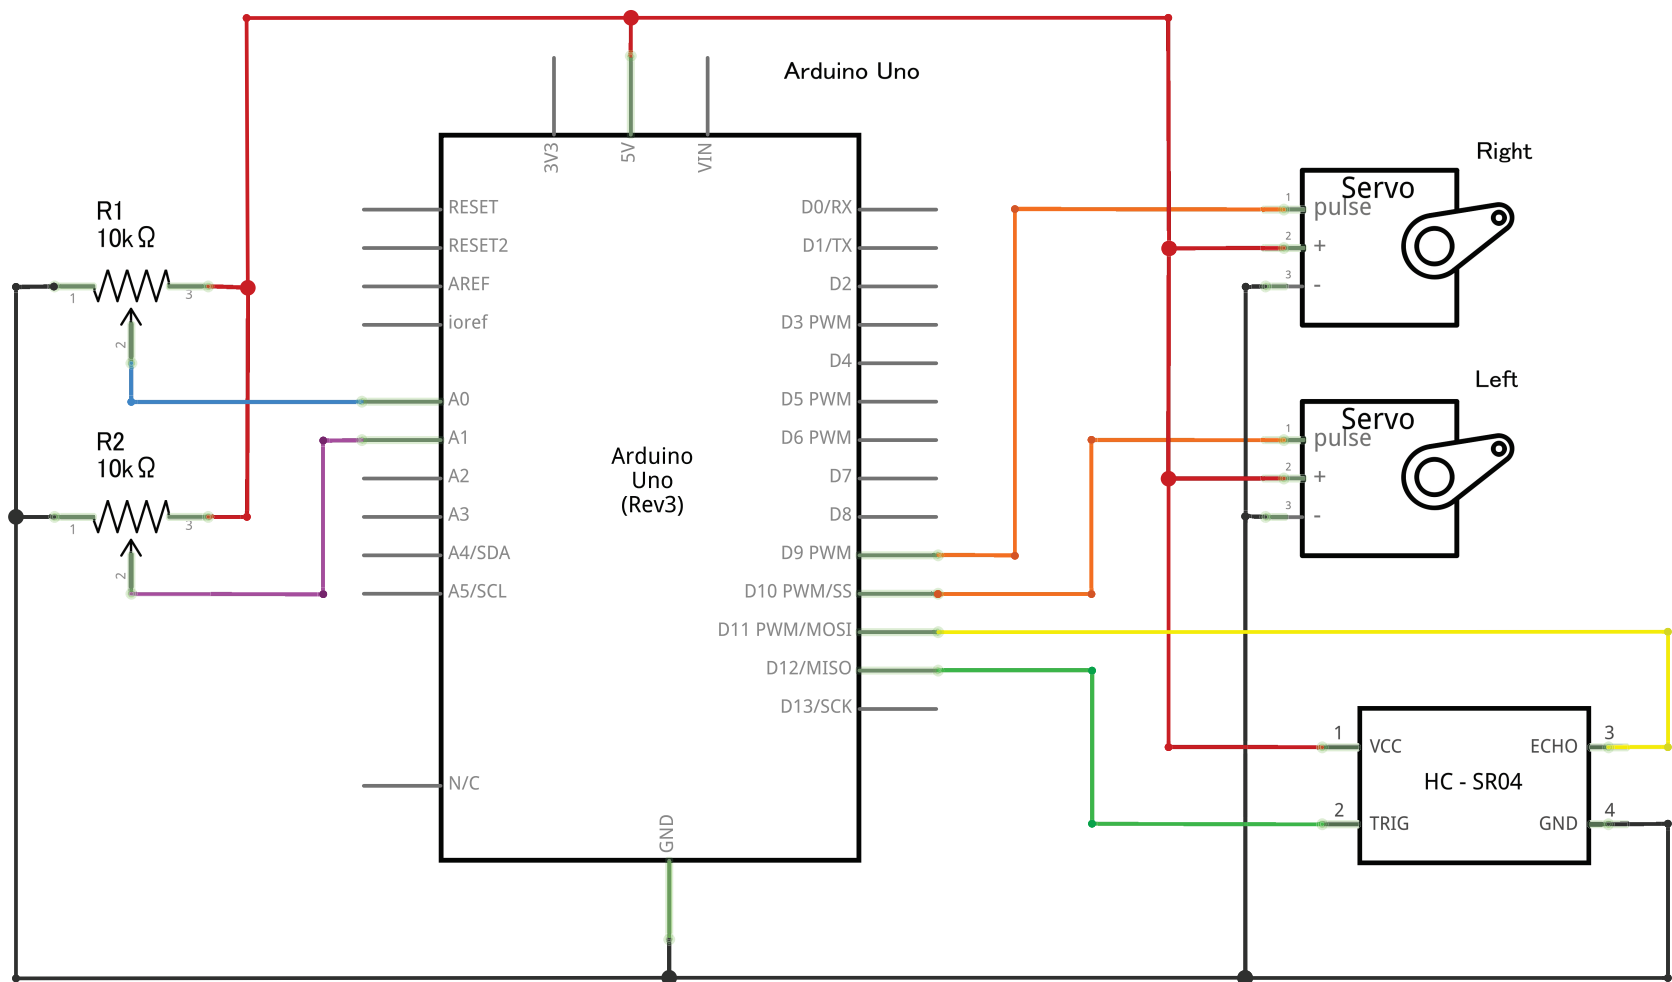 Arduino Uno
3V3
5V
VIN
Right
R1
10kΩ
1
3
2
R2
10kΩ
1
3
2
RESET
RESET2
AREF
ioref
A0
A1
A2
A3
A4/SDA
A5/SCL
N/C
Arduino
Uno
(Rev3)
GND
D0/RX
D1/TX
D2
D3 PWM
D4
D5 PWM
D6 PWM
D7
D8
D9 PWM
D10 PWM/SS
D11 PWM/MOSI
D12/MISO
D13/SCK
Servo
1
pulse
2
+
3
-
Left
Servo
1
pulse
2
+
3
-
1
VCC
ECHO
3
HC - SR04
2
TRIG
GND
4